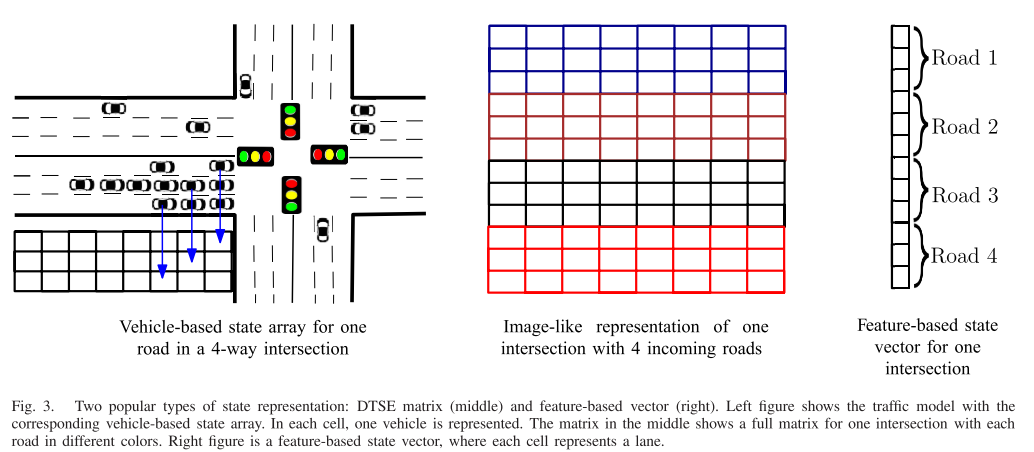 Road 1
Road 2
Road 3
Road 4
Vehicle-based state array for one
road in a 4-way intersection
Image-like representation of one
intersection with 4 incoming roads
Feature-based state
vector for one
intersection
Fig. 3. Two popular types of state representation: DTSE matrix (middle) and feature-based vector (right). Left figure shows the traffic model with the
corresponding vehicle-based state array. In each cell, one vehicle is represented. The matrix in the middle shows a full matrix for one intersection with each
road in different colors. Right figure is a feature-based state vector, where each cell represents a lane.